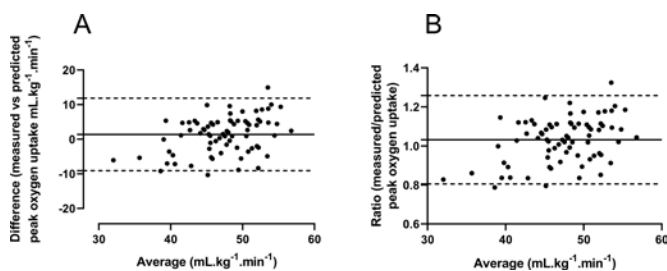 A
Difference (measured vs predicted
peak oxygen uptake mL.kg⁻¹.min⁻¹)
20
10
0
-10
-20
30
40
50
60
Average (mL.kg⁻¹.min⁻¹)
B
Ratio (measured/predicted
peak oxygen uptake)
1.4
1.2
1.0
0.8
0.6
30
40
50
60
Average (mL.kg⁻¹.min⁻¹)